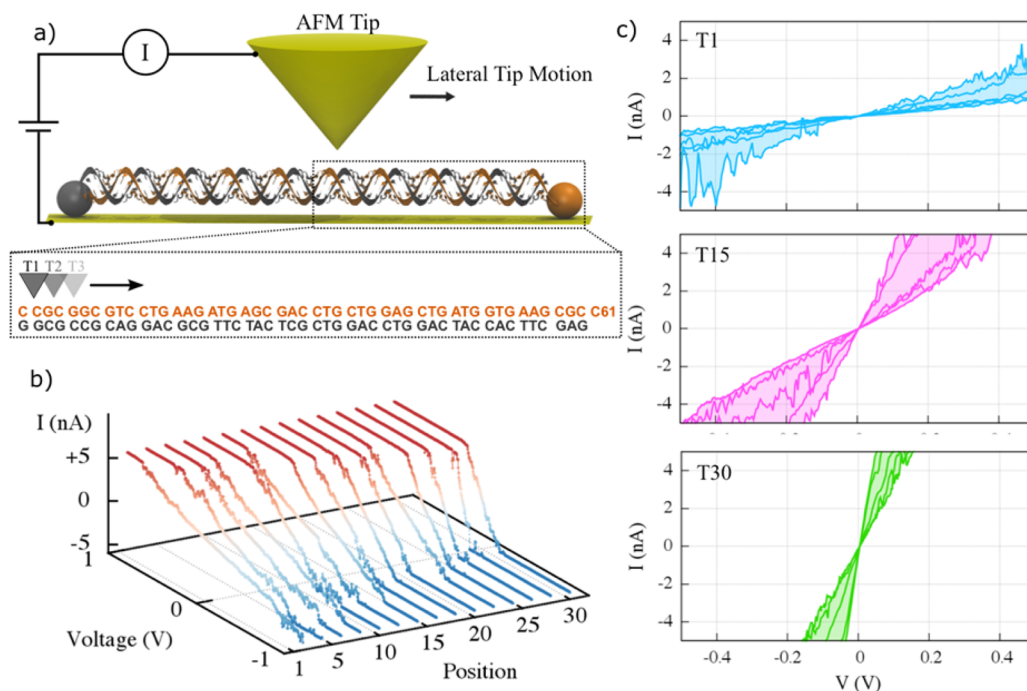 a)
AFM Tip
I
Lateral Tip Motion
T1 T2 T3
C CGC GGC GTC CTG AAG ATG AGC GAC CTG CTG GAG CTG ATG GTG AAG CGC C61
G GCG CCG CAG GAC GCG TTC TAC TCG CTG GAC CTG GAC TAC CAC TTC GAG
b)
I (nA)
+5
0
-5
1
0
-1
Voltage (V)
1 5 10 15 20 25 30
Position
c)
T1
I (nA)
4
2
0
-2
-4
T15
I (nA)
4
2
0
-2
-4
T30
I (nA)
4
2
0
-2
-4
-0.4 -0.2 0 0.2 0.4
V (V)